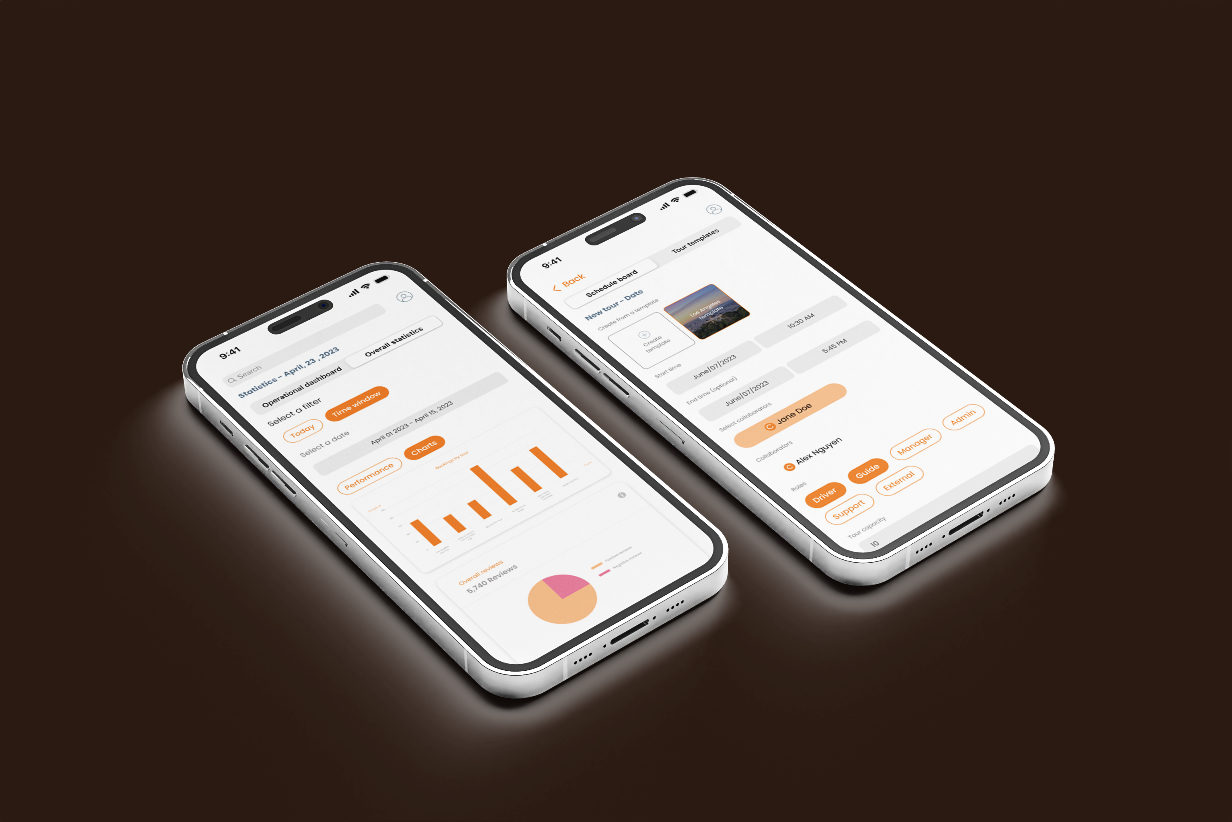 9:41
Search
Statistics - April, 23 , 2023
Operational dashboard
Overall statistics
Select a filter
Today
Time window
Select a date
April 01 2023 - April 15, 2023
Performance
Charts
Overall reviews
5,740 Reviews
9:41
Back
Schedule board
Tour templates
New tour - Date
Create from a template
Create
template
Los Angeles
template
Start time
June/07/2023
10:30 AM
End time (optional)
June/07/2023
5:45 PM
Select collaborators
Jane Doe
Collaborators
Alex Nguyen
Roles
Driver
Guide
Manager
Admin
Support
External
Tour capacity
10